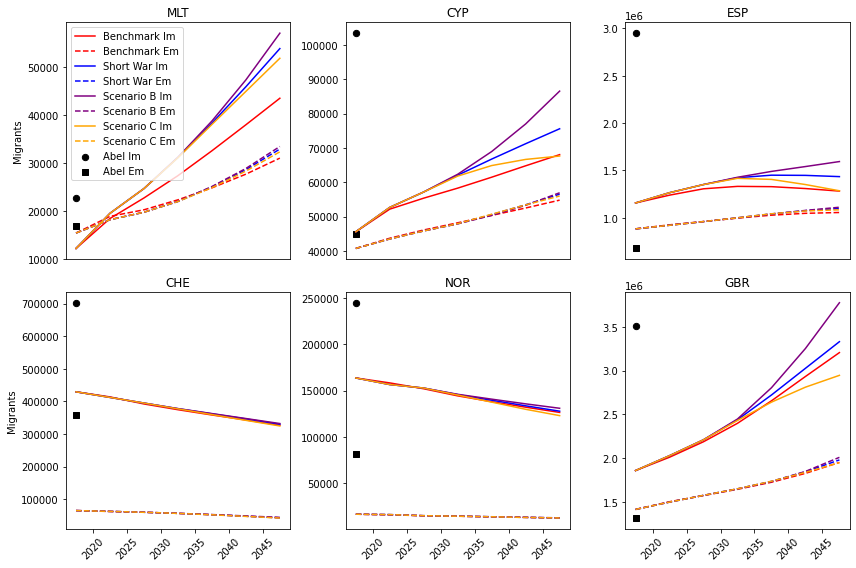 MLT
CYP
ESP
Migrants
10000
20000
30000
40000
50000
Benchmark Im
Benchmark Em
Short War Im
Short War Em
Scenario B Im
Scenario B Em
Scenario C Im
Scenario C Em
Abel Im
Abel Em
40000
50000
60000
70000
80000
90000
100000
1e6
1.0
1.5
2.0
2.5
3.0
CHE
NOR
GBR
Migrants
100000
200000
300000
400000
500000
600000
700000
2020
2025
2030
2035
2040
2045
50000
100000
150000
200000
250000
2020
2025
2030
2035
2040
2045
1e6
1.5
2.0
2.5
3.0
3.5
2020
2025
2030
2035
2040
2045